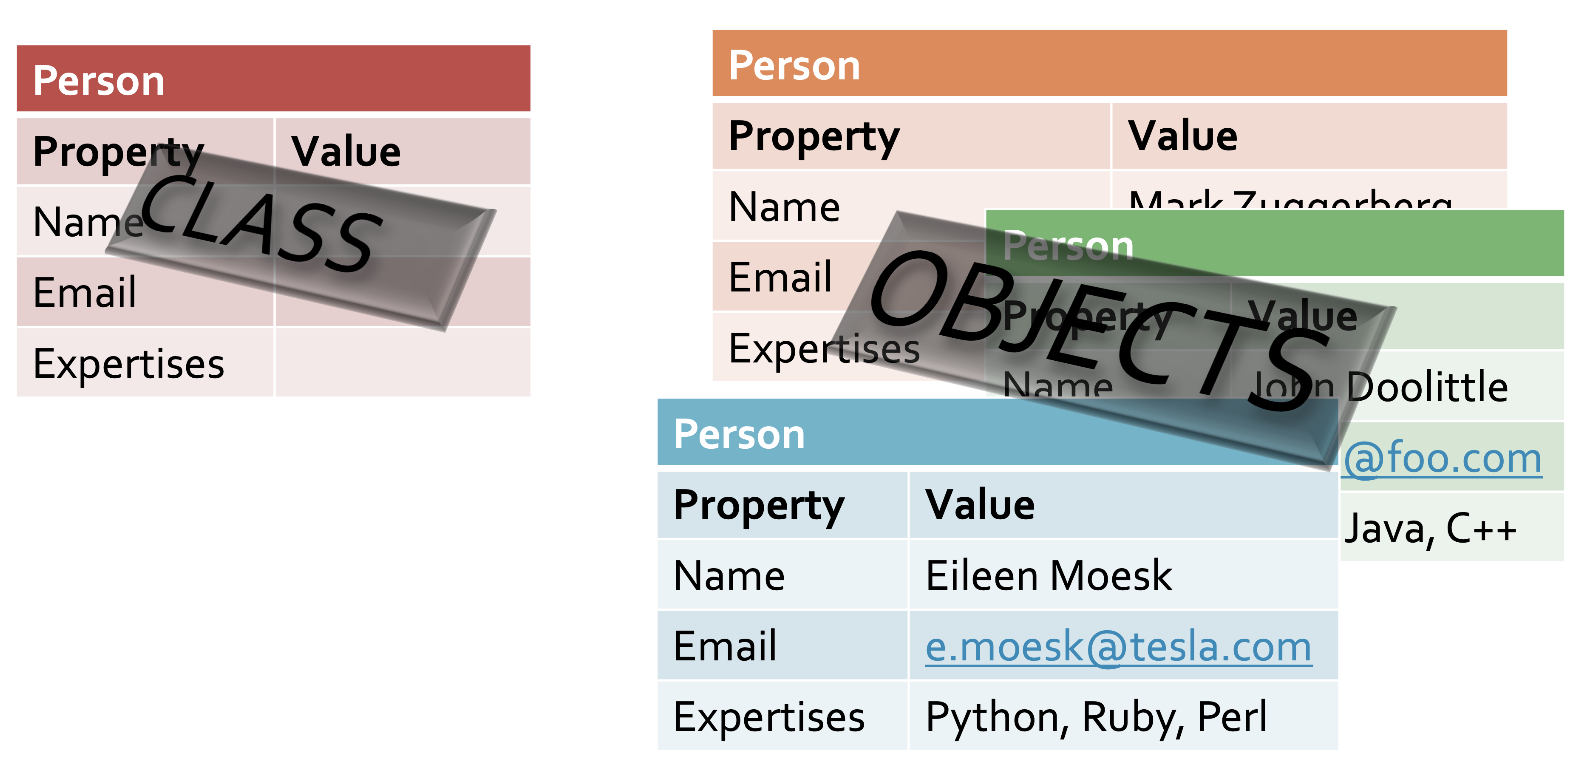 Person
Property Value
Name
Email
Expertises
CLASS
Person
Property Value
Name Mark Zuggerberg
Email
Expertises
OBJECTS
Person
Property Value
Name John Doolittle
@foo.com
Java, C++
Person
Property Value
Name Eileen Moesk
Email e.moesk@tesla.com
Expertises Python, Ruby, Perl